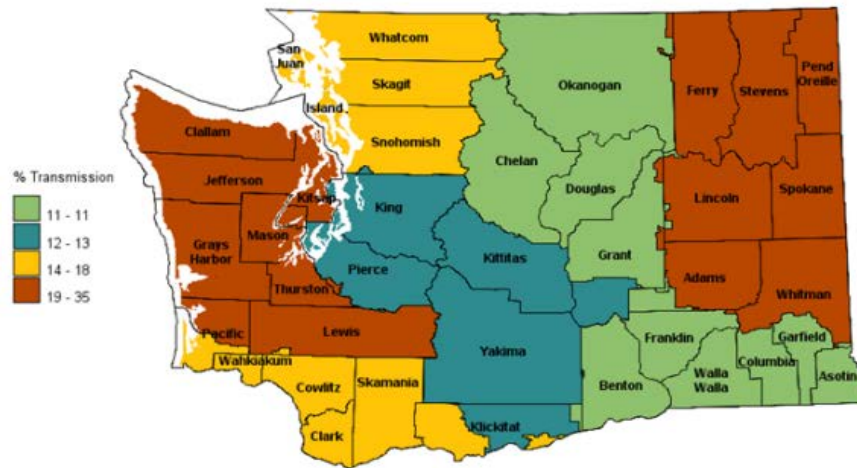 % Transmission
11 - 11
12 - 13
14 - 18
19 - 35
San
Juan
Whatcom
Skagit
Island
Snohomish
Okanogan
Ferry
Stevens
Pend
Oreille
Clallam
Jefferson
Kitsap
Chelan
Douglas
Lincoln
Spokane
Grays
Harbor
Mason
King
Kittitas
Grant
Adams
Whitman
Pierce
Thurston
Pacific
Lewis
Yakima
Franklin
Benton
Walla
Walla
Columbia
Garfield
Asotin
Wahkiakum
Cowlitz
Skamania
Clark
Klickitat